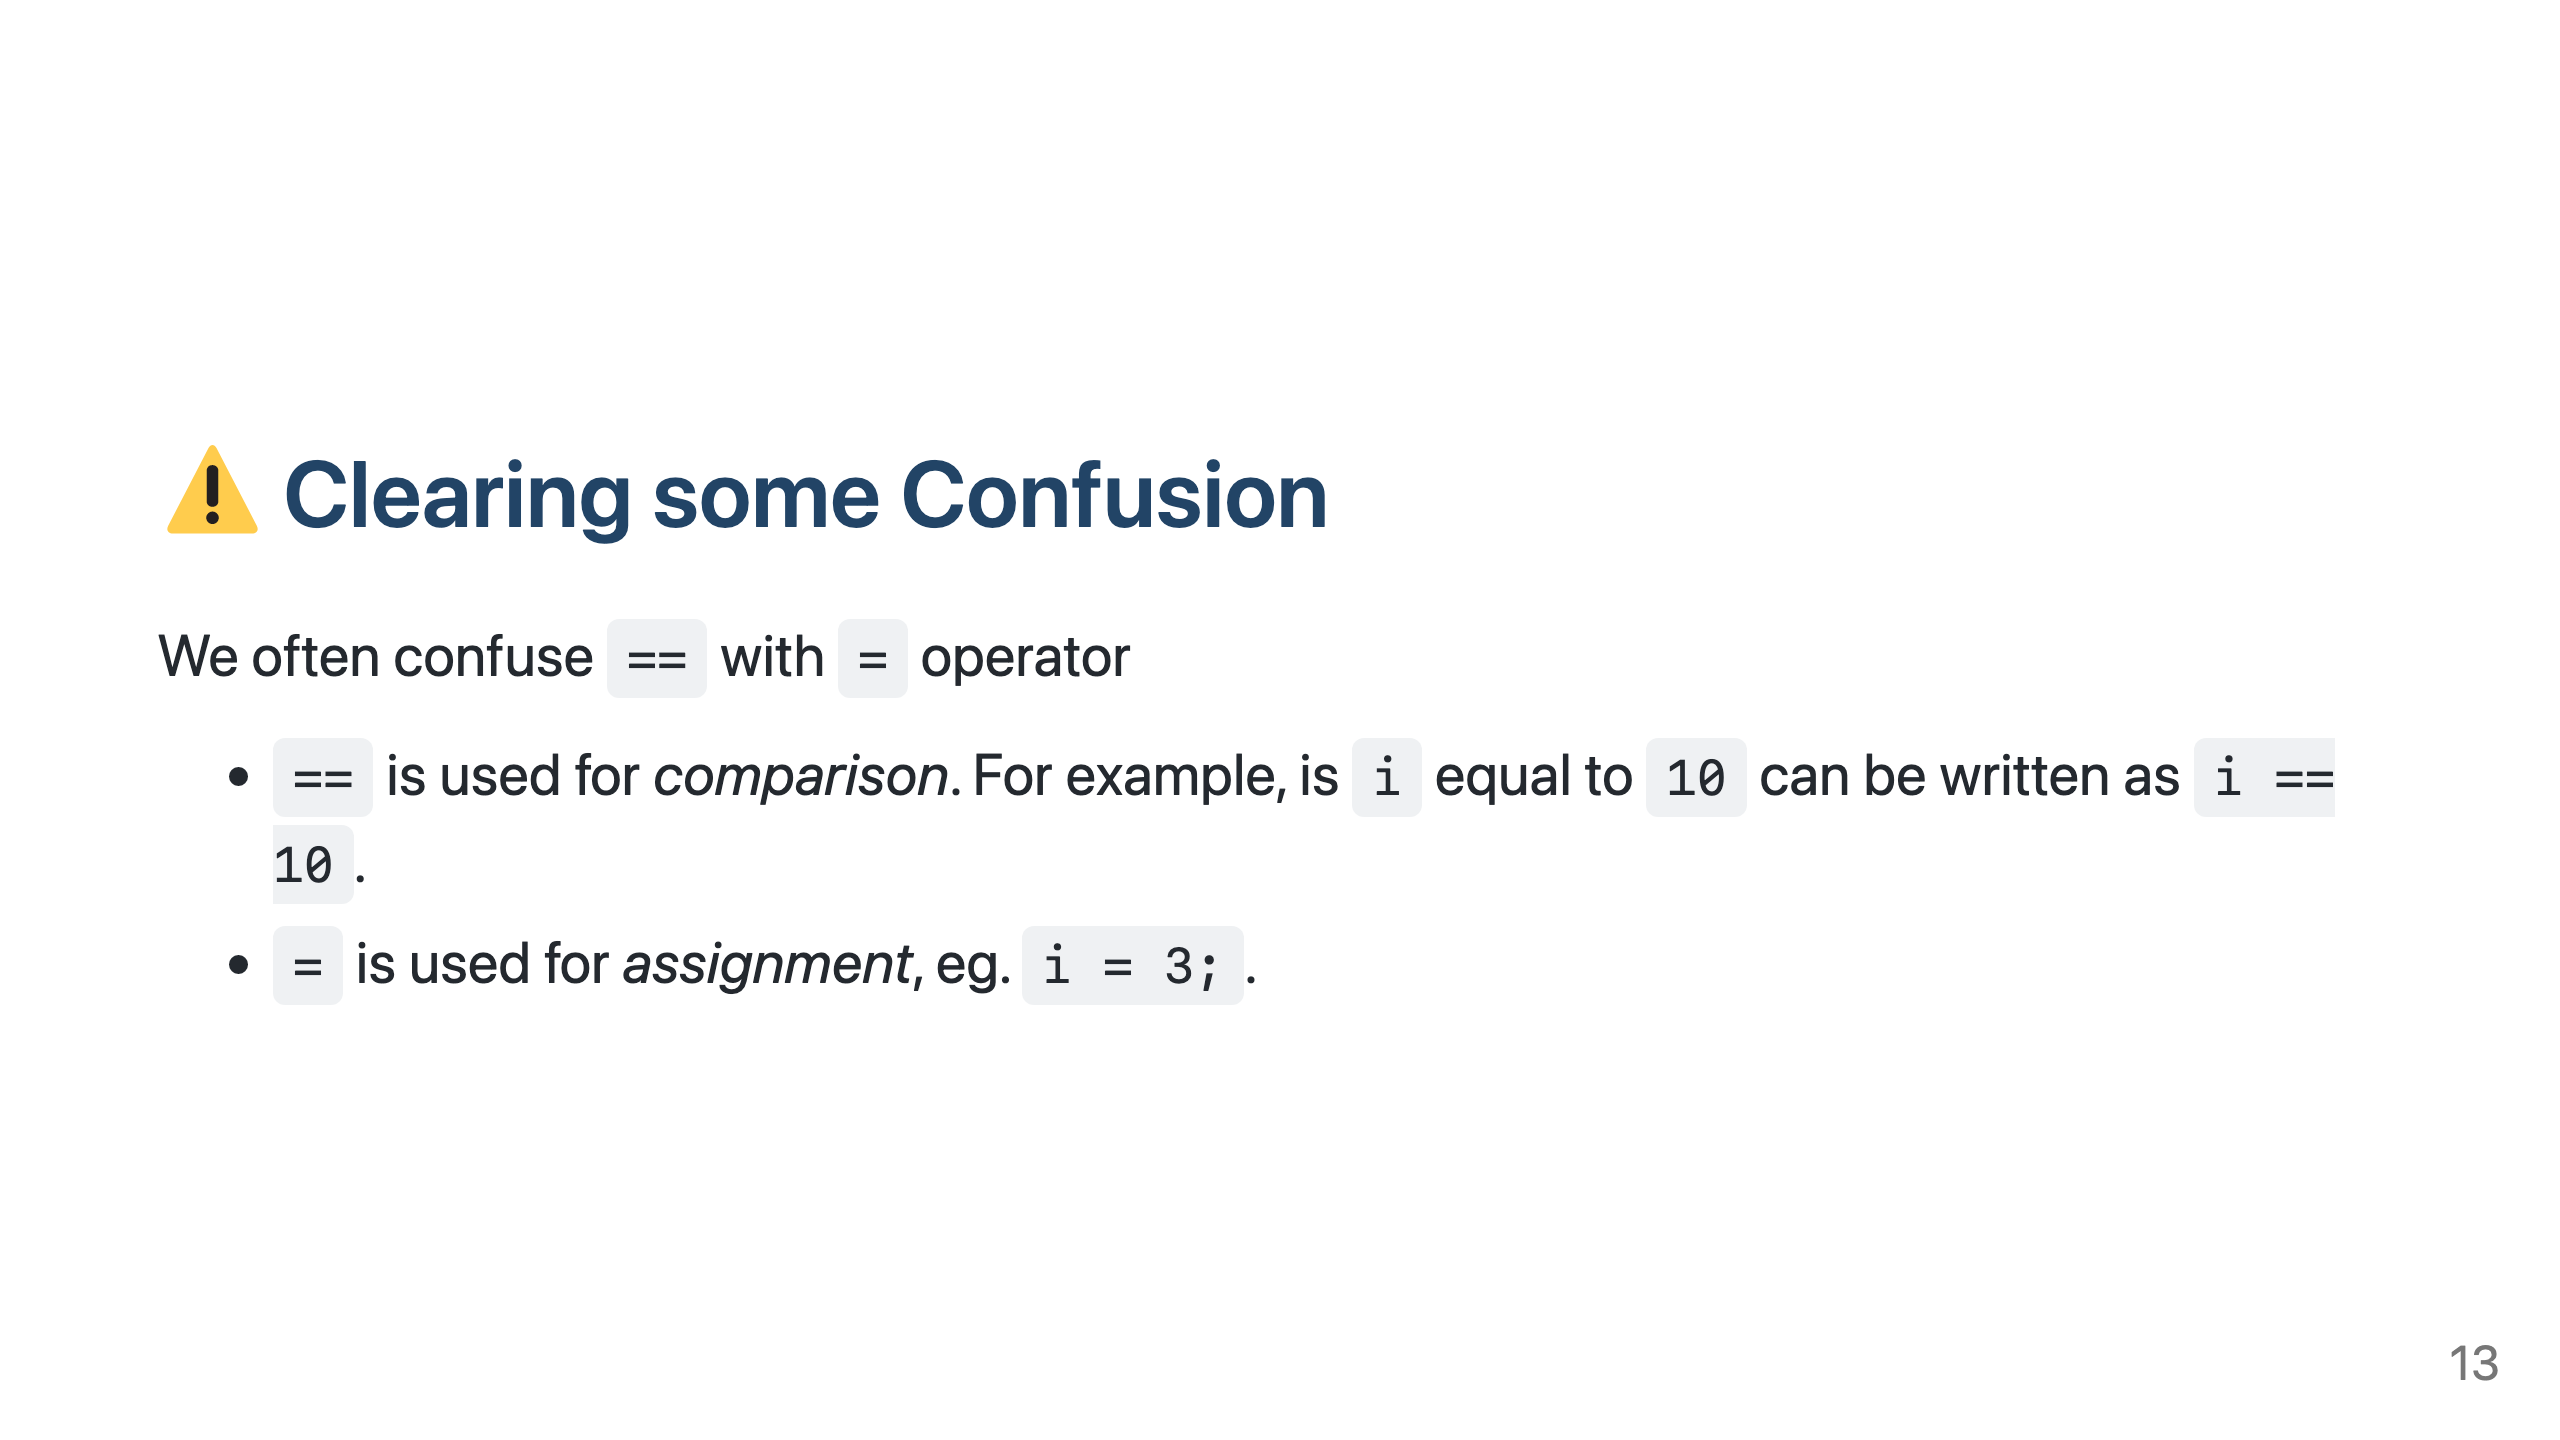 ⚠️ Clearing some Confusion
We often confuse == with = operator
• == is used for comparison. For example, is i equal to 10 can be written as i ==
10 .
• = is used for assignment, eg. i = 3; .
13